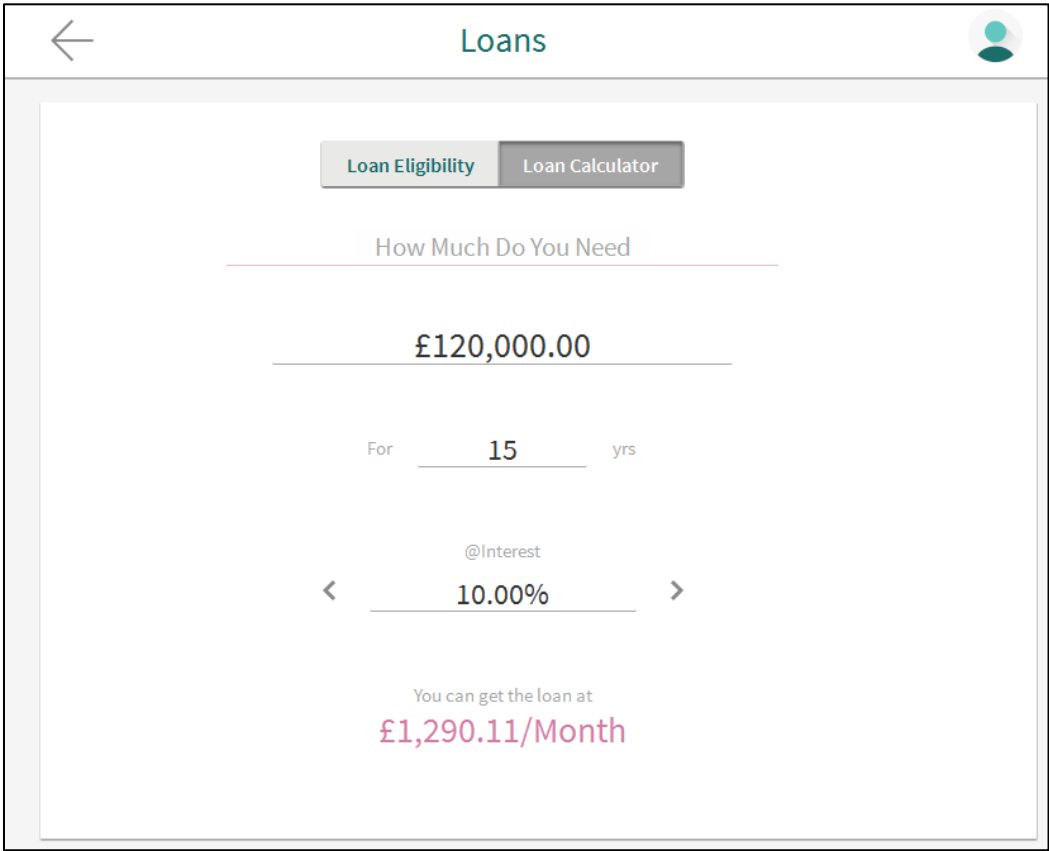 Loans
Loan Eligibility Loan Calculator
How Much Do You Need
£120,000.00
For 15 yrs
@Interest
< 10.00% >
You can get the loan at
£1,290.11/Month